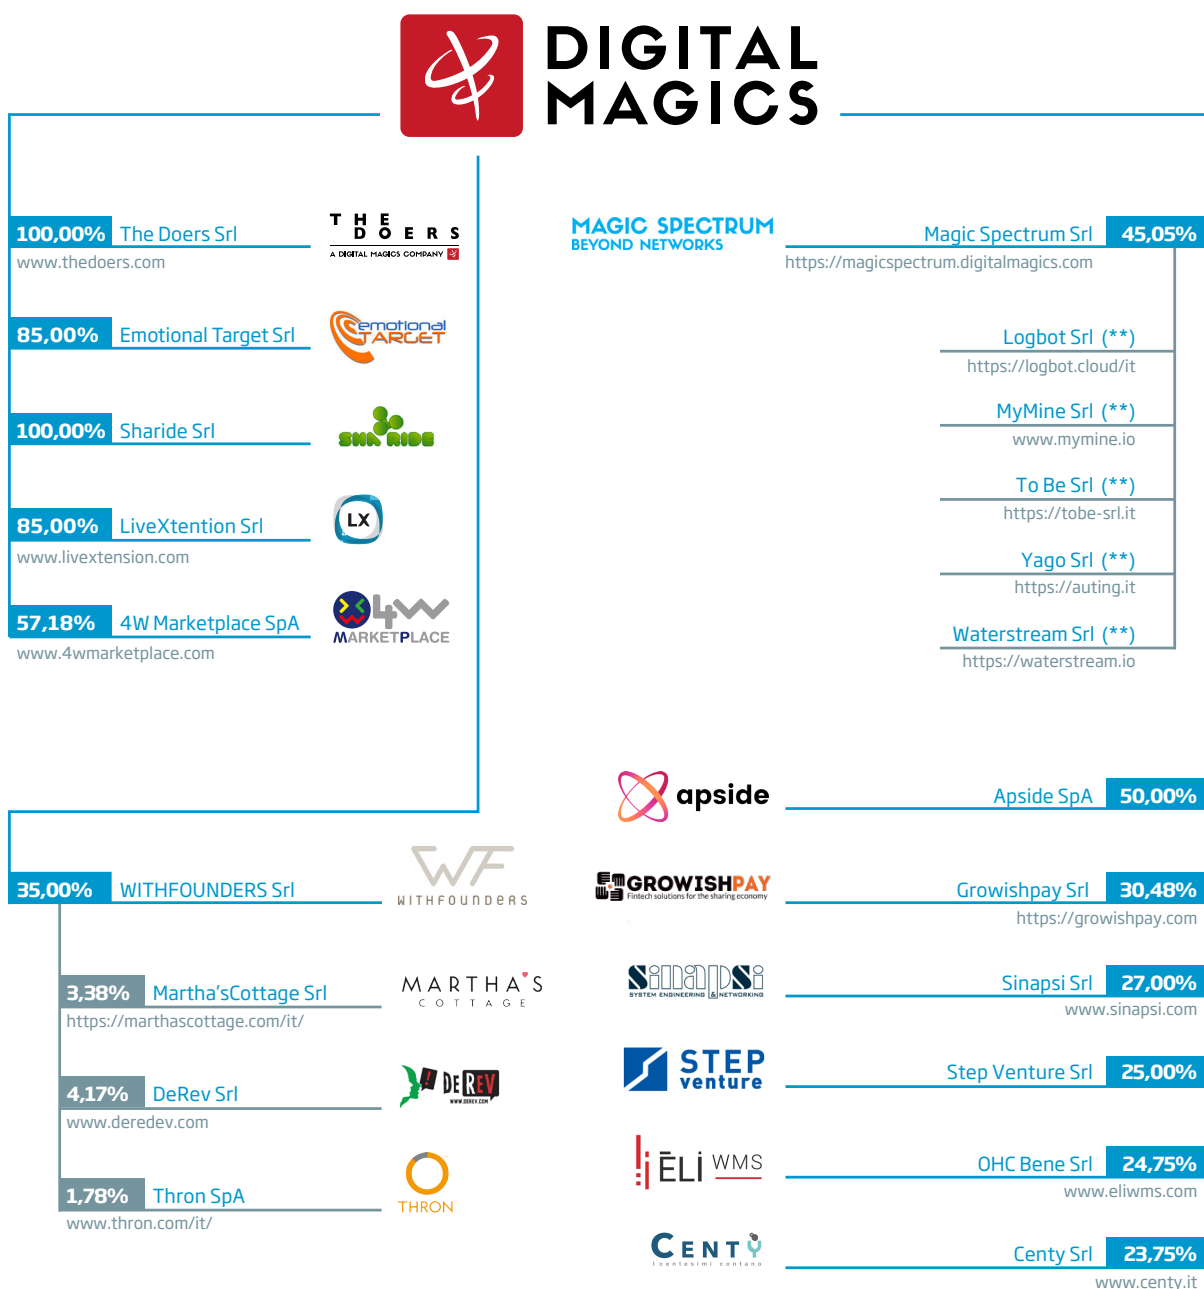 DIGITAL
MAGICS
100,00% The Doers Srl
www.thedoers.com
THE
DOERS
A DIGITAL MAGICS COMPANY
85,00% Emotional Target Srl
emotional
TARGET
100,00% Sharide Srl
SHA RIDE
85,00% LiveXtention Srl
www.livextension.com
LX
57,18% 4W Marketplace SpA
www.4wmarketplace.com
4W
MARKETPLACE
MAGIC SPECTRUM
BEYOND NETWORKS
Magic Spectrum Srl 45,05%
https://magicspectrum.digitalmagics.com
Logbot Srl (**)
https://logbot.cloud/it
MyMine Srl (**)
www.mymine.io
To Be Srl (**)
https://tobe-srl.it
Yago Srl (**)
https://auting.it
Waterstream Srl (**)
https://waterstream.io
35,00% WITHFOUNDERS Srl
WF
WITHFOUNDERS
3,38% Martha'sCottage Srl
https://marthascottage.com/it/
MARTHA'S
COTTAGE
4,17% DeRev Srl
www.deredev.com
DEREV
WWW.DEREV.COM
1,78% Thron SpA
www.thron.com/it/
THRON
apside
Apside SpA 50,00%
GROWISHPAY
Fintech solutions for the sharing economy
Growishpay Srl 30,48%
https://growishpay.com
Sinapsi
SYSTEM ENGINEERING & NETWORKING
Sinapsi Srl 27,00%
www.sinapsi.com
STEP
venture
Step Venture Srl 25,00%
ĒLI WMS
OHC Bene Srl 24,75%
www.eliwms.com
CENTY
I centesimi contano
Centy Srl 23,75%
www.centy.it